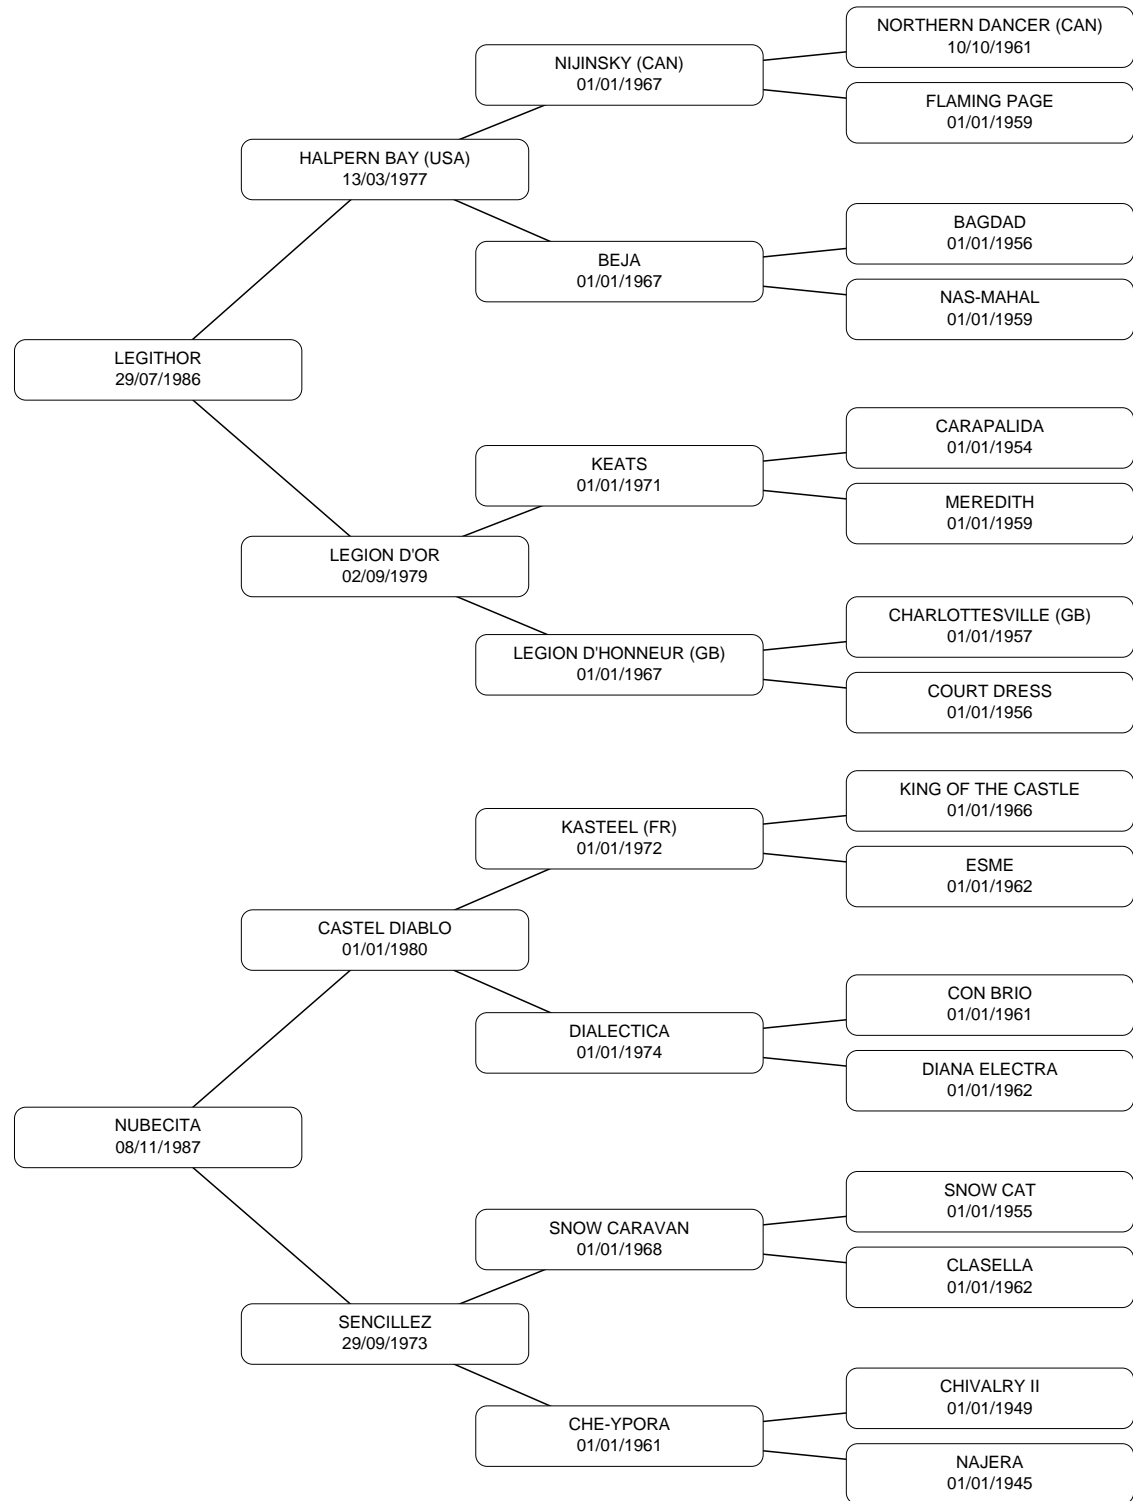 NORTHERN DANCER (CAN)
10/10/1961
NIJINSKY (CAN)
01/01/1967
FLAMING PAGE
01/01/1959
HALPERN BAY (USA)
13/03/1977
BAGDAD
01/01/1956
BEJA
01/01/1967
NAS-MAHAL
01/01/1959
LEGITHOR
29/07/1986
CARAPALIDA
01/01/1954
KEATS
01/01/1971
MEREDITH
01/01/1959
LEGION D'OR
02/09/1979
CHARLOTTESVILLE (GB)
01/01/1957
LEGION D'HONNEUR (GB)
01/01/1967
COURT DRESS
01/01/1956
KING OF THE CASTLE
01/01/1966
KASTEEL (FR)
01/01/1972
ESME
01/01/1962
CASTEL DIABLO
01/01/1980
CON BRIO
01/01/1961
DIALECTICA
01/01/1974
DIANA ELECTRA
01/01/1962
NUBECITA
08/11/1987
SNOW CAT
01/01/1955
SNOW CARAVAN
01/01/1968
CLASELLA
01/01/1962
SENCILLEZ
29/09/1973
CHIVALRY II
01/01/1949
CHE-YPORA
01/01/1961
NAJERA
01/01/1945